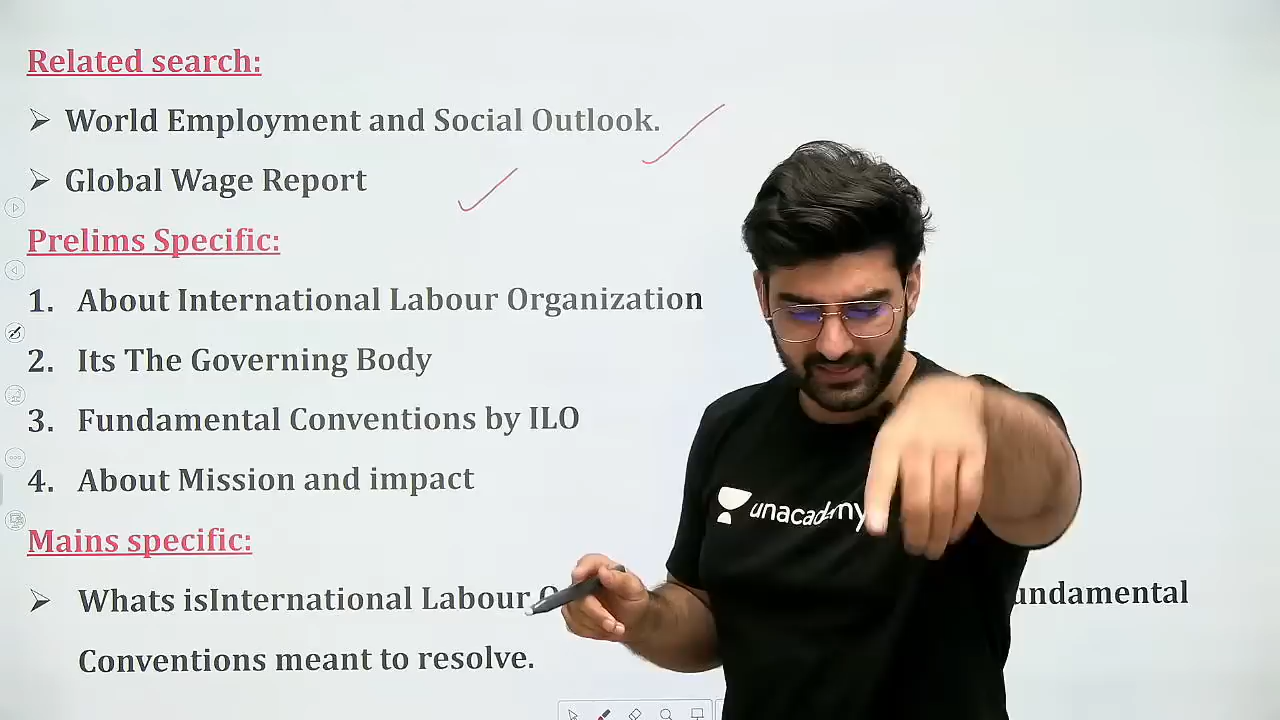 Related search:
➢ World Employment and Social Outlook.
➢ Global Wage Report
Prelims Specific:
1. About International Labour Organization
2. Its The Governing Body
3. Fundamental Conventions by ILO
4. About Mission and impact
Mains specific:
➢ Whats isInternational Labour
Conventions meant to resolve.
unacademy